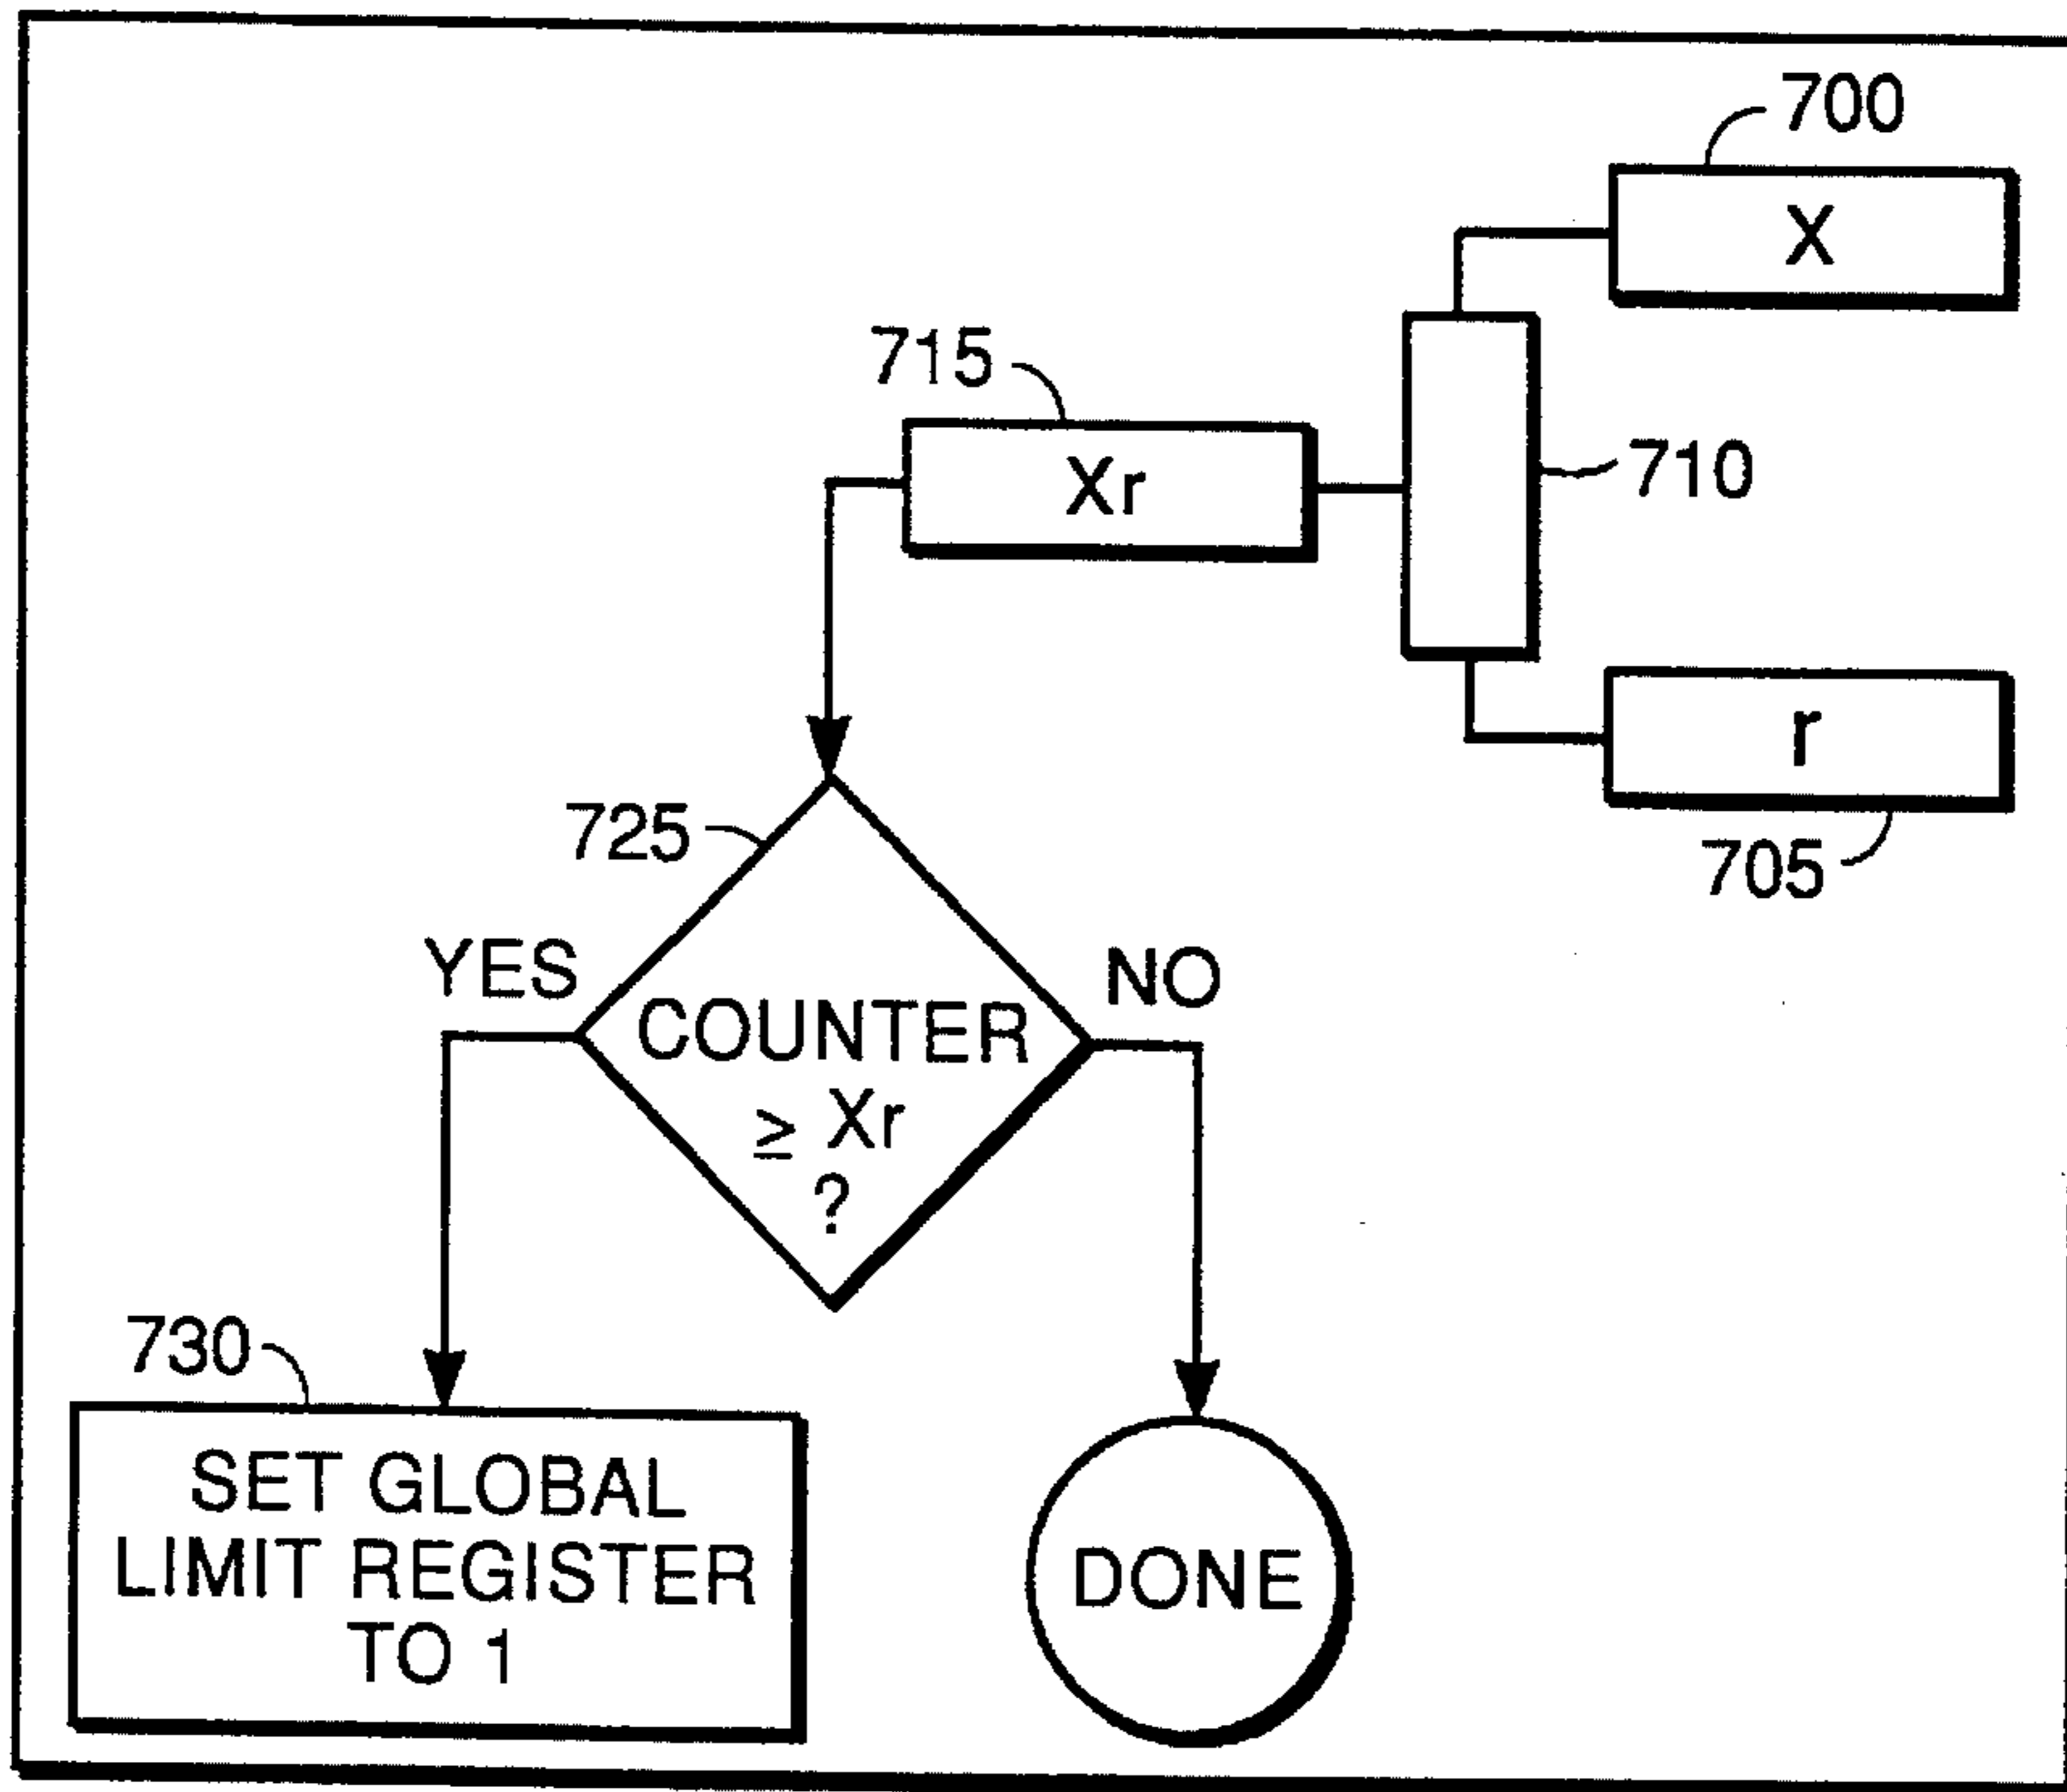 700
X
715
Xr
710
r
705
725
YES
NO
COUNTER
≥ Xr
?
730
SET GLOBAL
LIMIT REGISTER
TO 1
DONE